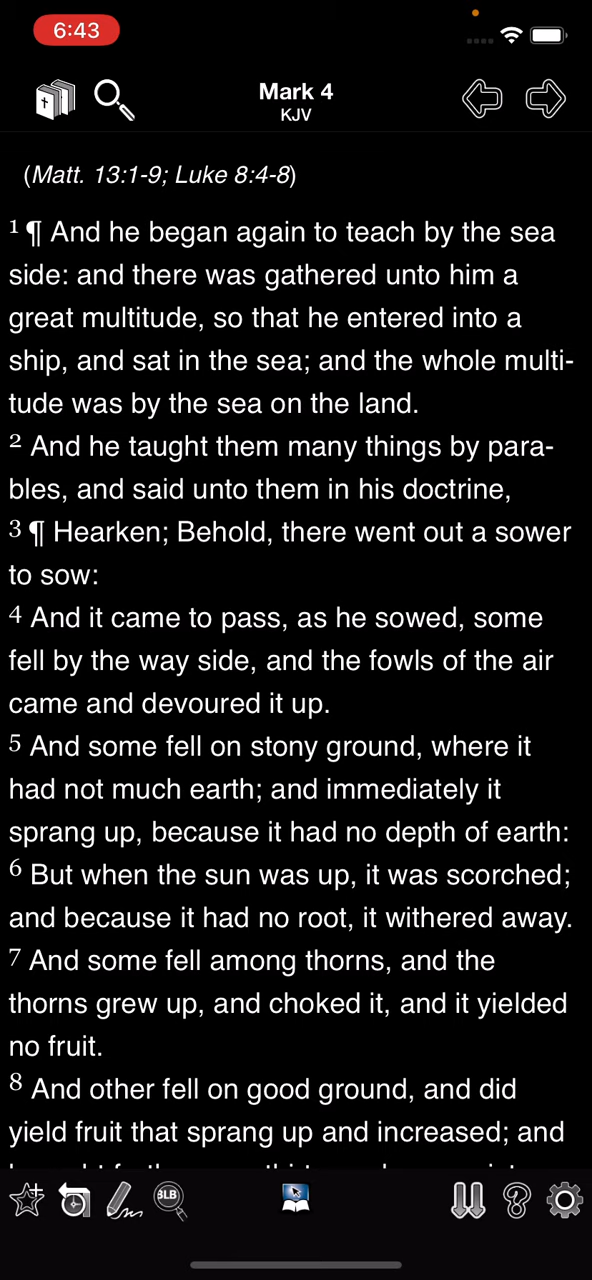 6:43
Mark 4
KJV
(Matt. 13:1-9; Luke 8:4-8)
1 ¶ And he began again to teach by the sea
side: and there was gathered unto him a
great multitude, so that he entered into a
ship, and sat in the sea; and the whole multi-
tude was by the sea on the land.
2 And he taught them many things by para-
bles, and said unto them in his doctrine,
3 ¶ Hearken; Behold, there went out a sower
to sow:
4 And it came to pass, as he sowed, some
fell by the way side, and the fowls of the air
came and devoured it up.
5 And some fell on stony ground, where it
had not much earth; and immediately it
sprang up, because it had no depth of earth:
6 But when the sun was up, it was scorched;
and because it had no root, it withered away.
7 And some fell among thorns, and the
thorns grew up, and choked it, and it yielded
no fruit.
8 And other fell on good ground, and did
yield fruit that sprang up and increased; and
BLB